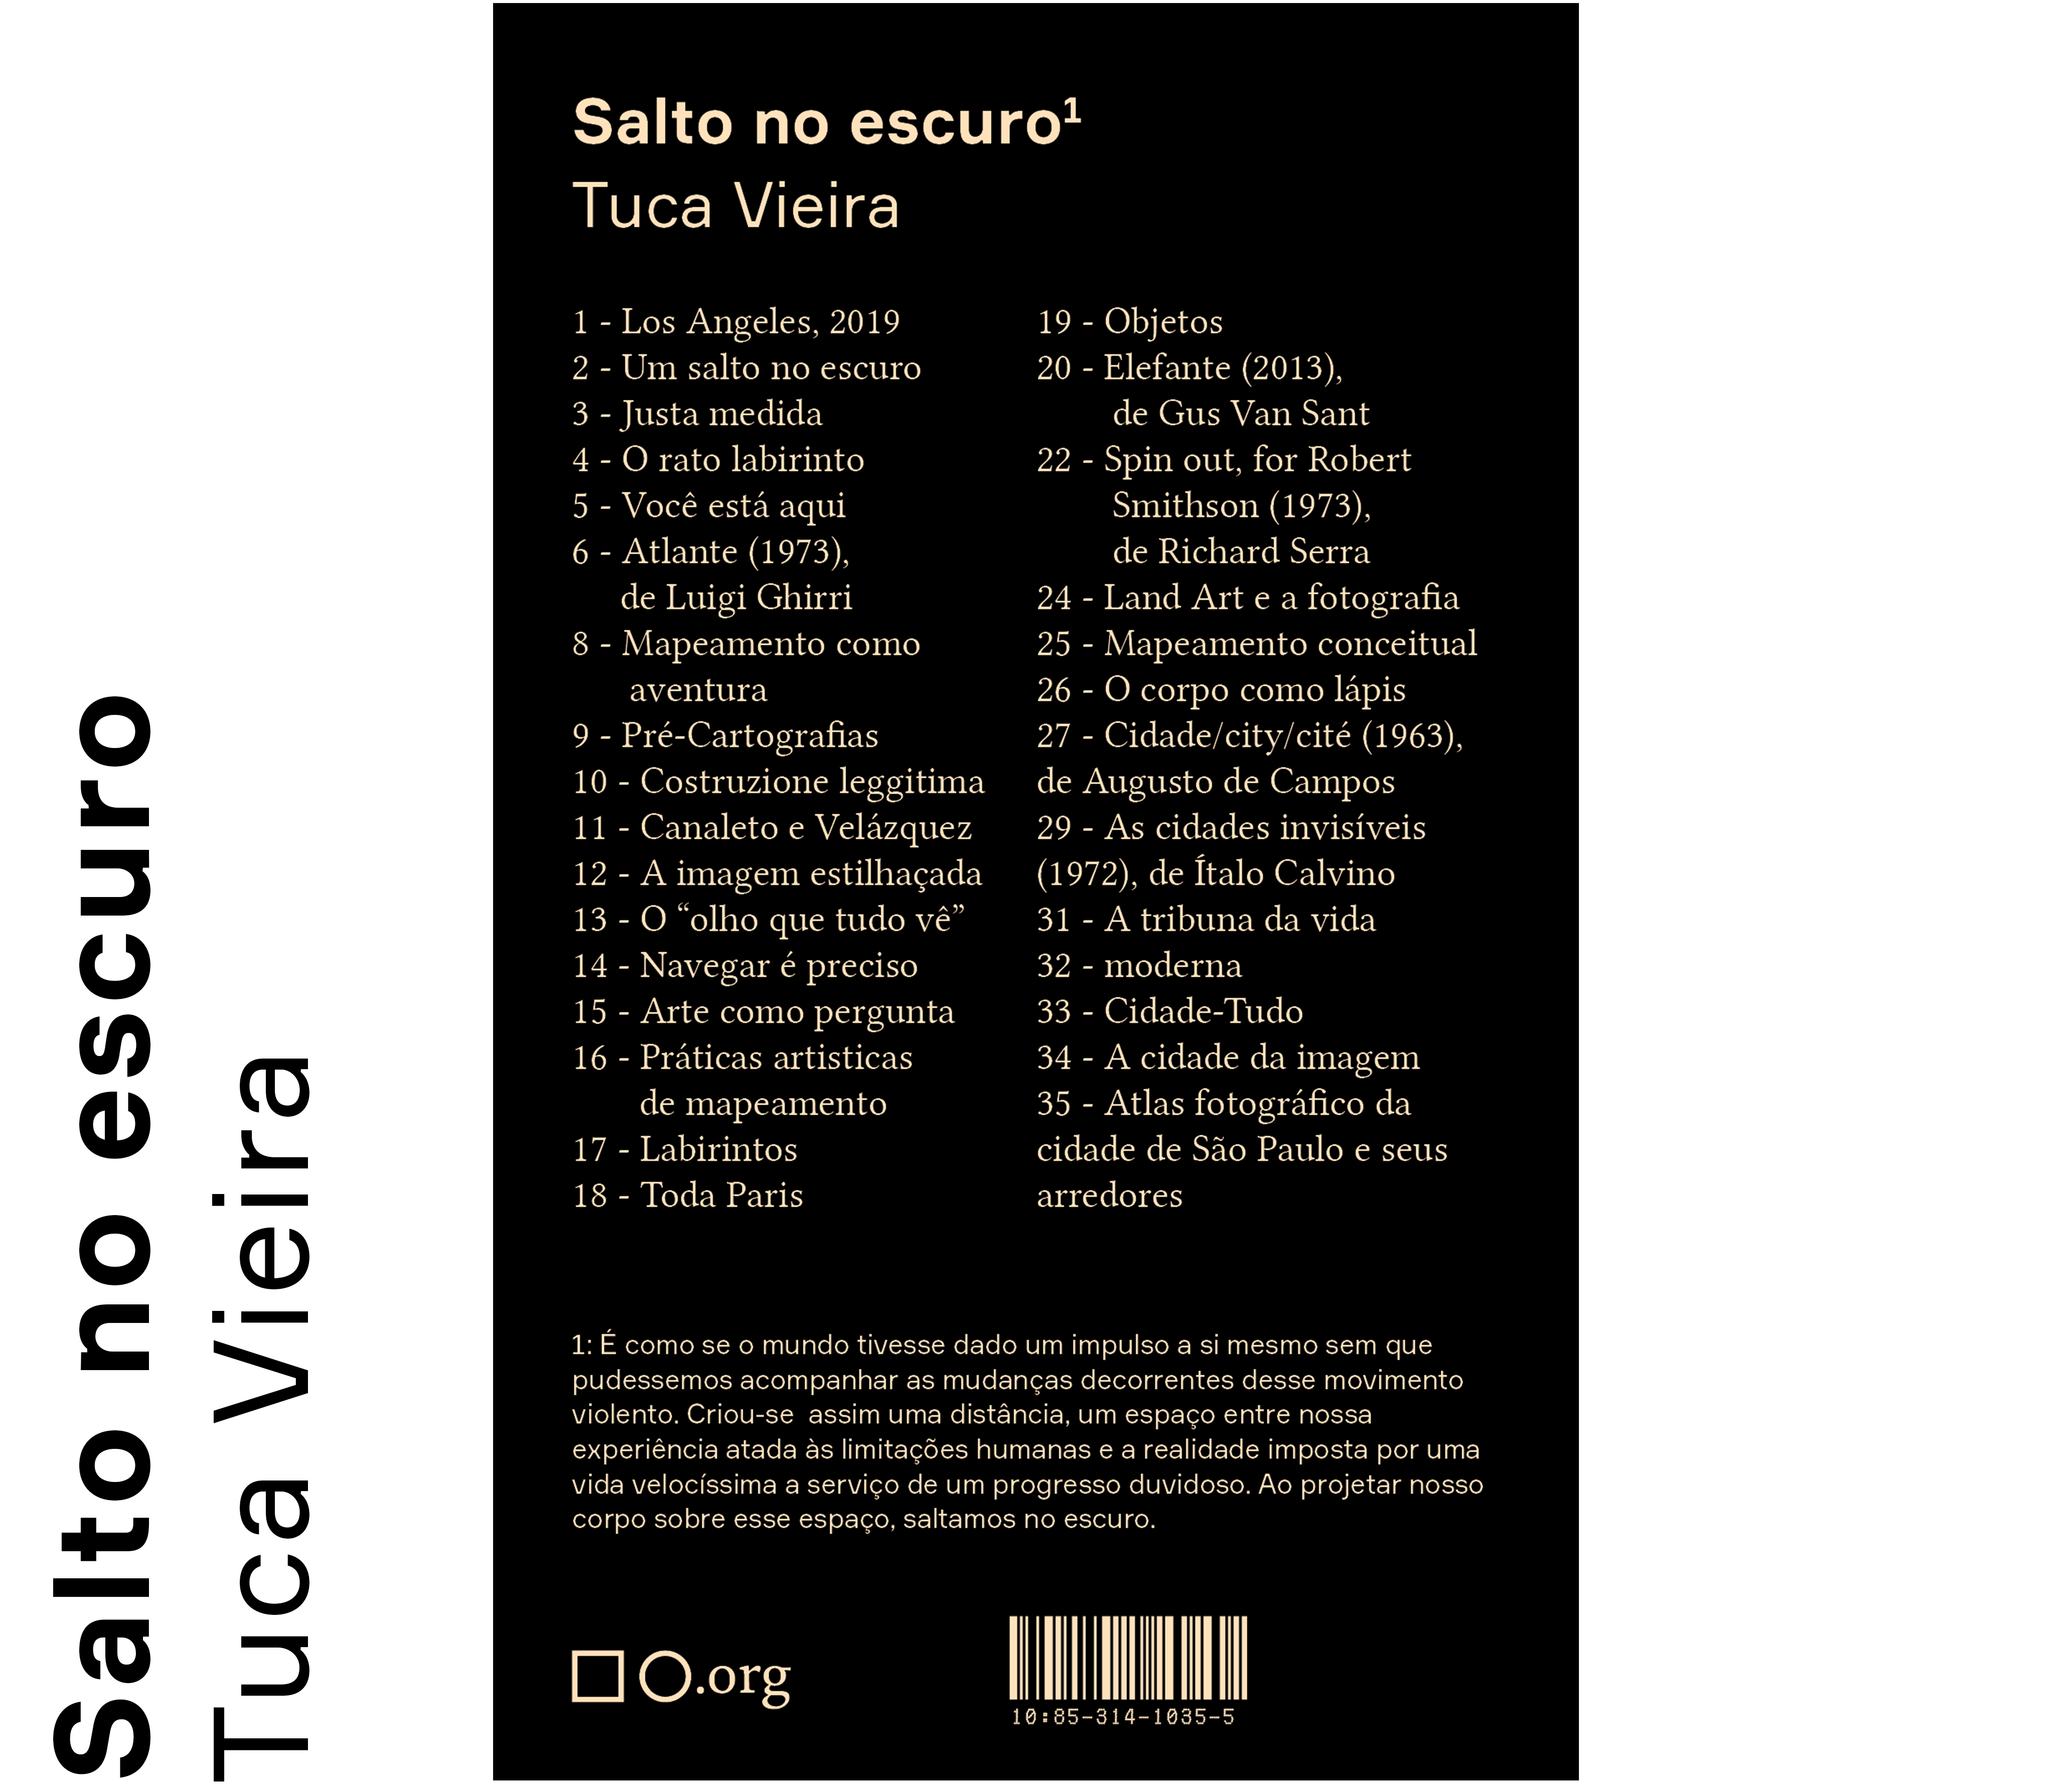 Salto no escuro
Tuca Vieira
Salto no escuro¹
Tuca Vieira
1 - Los Angeles, 2019
2 - Um salto no escuro
3 - Justa medida
4 - O rato labirinto
5 - Você está aqui
6 - Atlante (1973),
de Luigi Ghirri
8 - Mapeamento como
aventura
9 - Pré-Cartografias
10 - Costruzione leggitima
11 - Canaleto e Velázquez
12 - A imagem estilhaçada
13 - O “olho que tudo vê”
14 - Navegar é preciso
15 - Arte como pergunta
16 - Práticas artisticas
de mapeamento
17 - Labirintos
18 - Toda Paris
19 - Objetos
20 - Elefante (2013),
de Gus Van Sant
22 - Spin out, for Robert
Smithson (1973),
de Richard Serra
24 - Land Art e a fotografia
25 - Mapeamento conceitual
26 - O corpo como lápis
27 - Cidade/city/cité (1963),
de Augusto de Campos
29 - As cidades invisíveis
(1972), de Ítalo Calvino
31 - A tribuna da vida
32 - moderna
33 - Cidade-Tudo
34 - A cidade da imagem
35 - Atlas fotográfico da
cidade de São Paulo e seus
arredores
1: É como se o mundo tivesse dado um impulso a si mesmo sem que
pudessemos acompanhar as mudanças decorrentes desse movimento
violento. Criou-se  assim uma distância, um espaço entre nossa
experiência atada às limitações humanas e a realidade imposta por uma
vida velocíssima a serviço de um progresso duvidoso. Ao projetar nosso
corpo sobre esse espaço, saltamos no escuro.
.org
10:85-314-1035-5